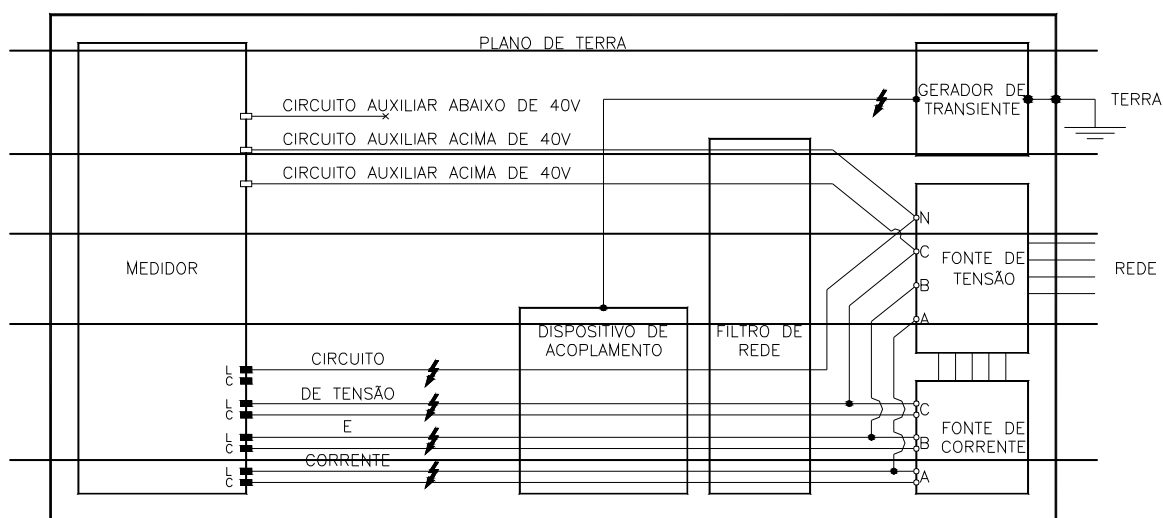 PLANO DE TERRA
CIRCUITO AUXILIAR ABAIXO DE 40V
CIRCUITO AUXILIAR ACIMA DE 40V
CIRCUITO AUXILIAR ACIMA DE 40V
GERADOR DE
TRANSIENTE
TERRA
MEDIDOR
N
C
B
A
FONTE DE
TENSÃO
REDE
DISPOSITIVO DE
ACOPLAMENTO
FILTRO DE
REDE
CIRCUITO
DE TENSÃO
E
CORRENTE
L
C
L
C
L
C
L
C
C
B
A
FONTE DE
CORRENTE